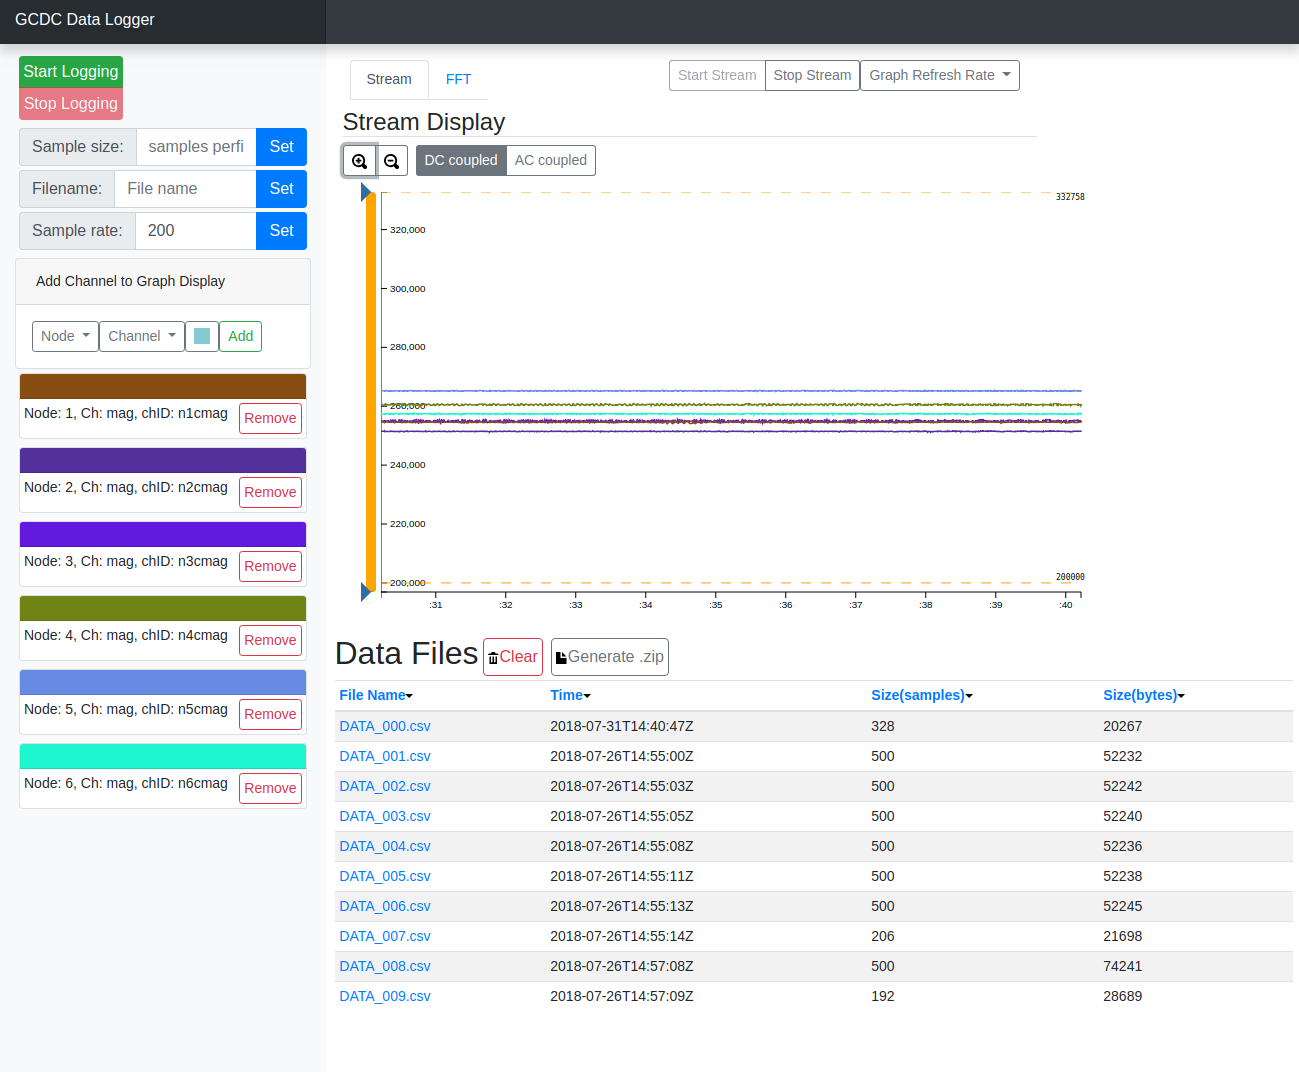 GCDC Data Logger
Start Logging
Stop Logging
Sample size: samples perfi Set
Filename: File name Set
Sample rate: 200 Set
Add Channel to Graph Display
Node Channel Add
Node: 1, Ch: mag, chID: n1cmag Remove
Node: 2, Ch: mag, chID: n2cmag Remove
Node: 3, Ch: mag, chID: n3cmag Remove
Node: 4, Ch: mag, chID: n4cmag Remove
Node: 5, Ch: mag, chID: n5cmag Remove
Node: 6, Ch: mag, chID: n6cmag Remove
Stream FFT Start Stream Stop Stream Graph Refresh Rate
Stream Display
DC coupled AC coupled
332758
320,000
300,000
280,000
260,000
240,000
220,000
200000
200,000
:31 :32 :33 :34 :35 :36 :37 :38 :39 :40
Data Files Clear Generate .zip
File Name Time Size(samples) Size(bytes)
DATA_000.csv 2018-07-31T14:40:47Z 328 20267
DATA_001.csv 2018-07-26T14:55:00Z 500 52232
DATA_002.csv 2018-07-26T14:55:03Z 500 52242
DATA_003.csv 2018-07-26T14:55:05Z 500 52240
DATA_004.csv 2018-07-26T14:55:08Z 500 52236
DATA_005.csv 2018-07-26T14:55:11Z 500 52238
DATA_006.csv 2018-07-26T14:55:13Z 500 52245
DATA_007.csv 2018-07-26T14:55:14Z 206 21698
DATA_008.csv 2018-07-26T14:57:08Z 500 74241
DATA_009.csv 2018-07-26T14:57:09Z 192 28689